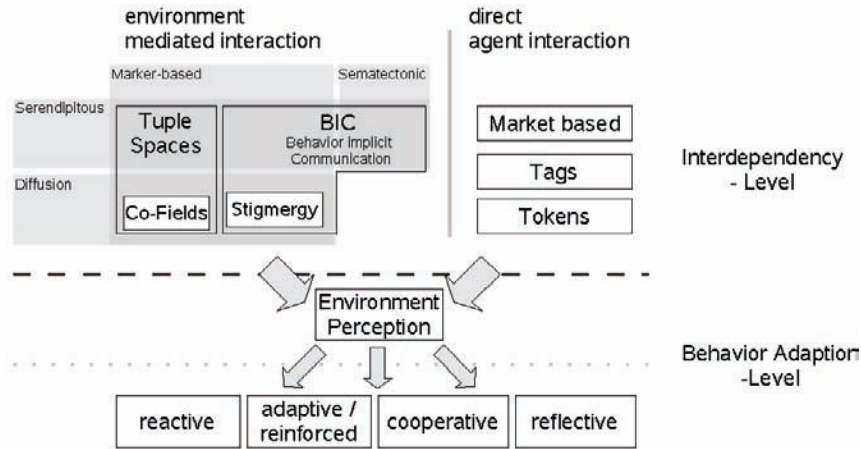 environment
mediated interaction
direct
agent interaction
Marker-based
Sematectonic
Serendipitous
Tuple
Spaces
BIC
Behavior Implicit
Communication
Market based
Tags
Tokens
Interdependency
- Level
Diffusion
Co-Fields
Stigmergy
Environment
Perception
Behavior Adaption
-Level
reactive
adaptive /
reinforced
cooperative
reflective